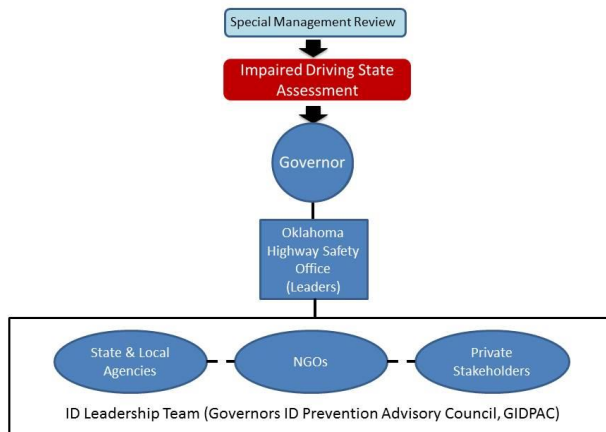 Special Management Review
Impaired Driving State
Assessment
Governor
Oklahoma
Highway Safety
Office
(Leaders)
State & Local
Agencies
NGOs
Private
Stakeholders
ID Leadership Team (Governors ID Prevention Advisory Council, GIDPAC)